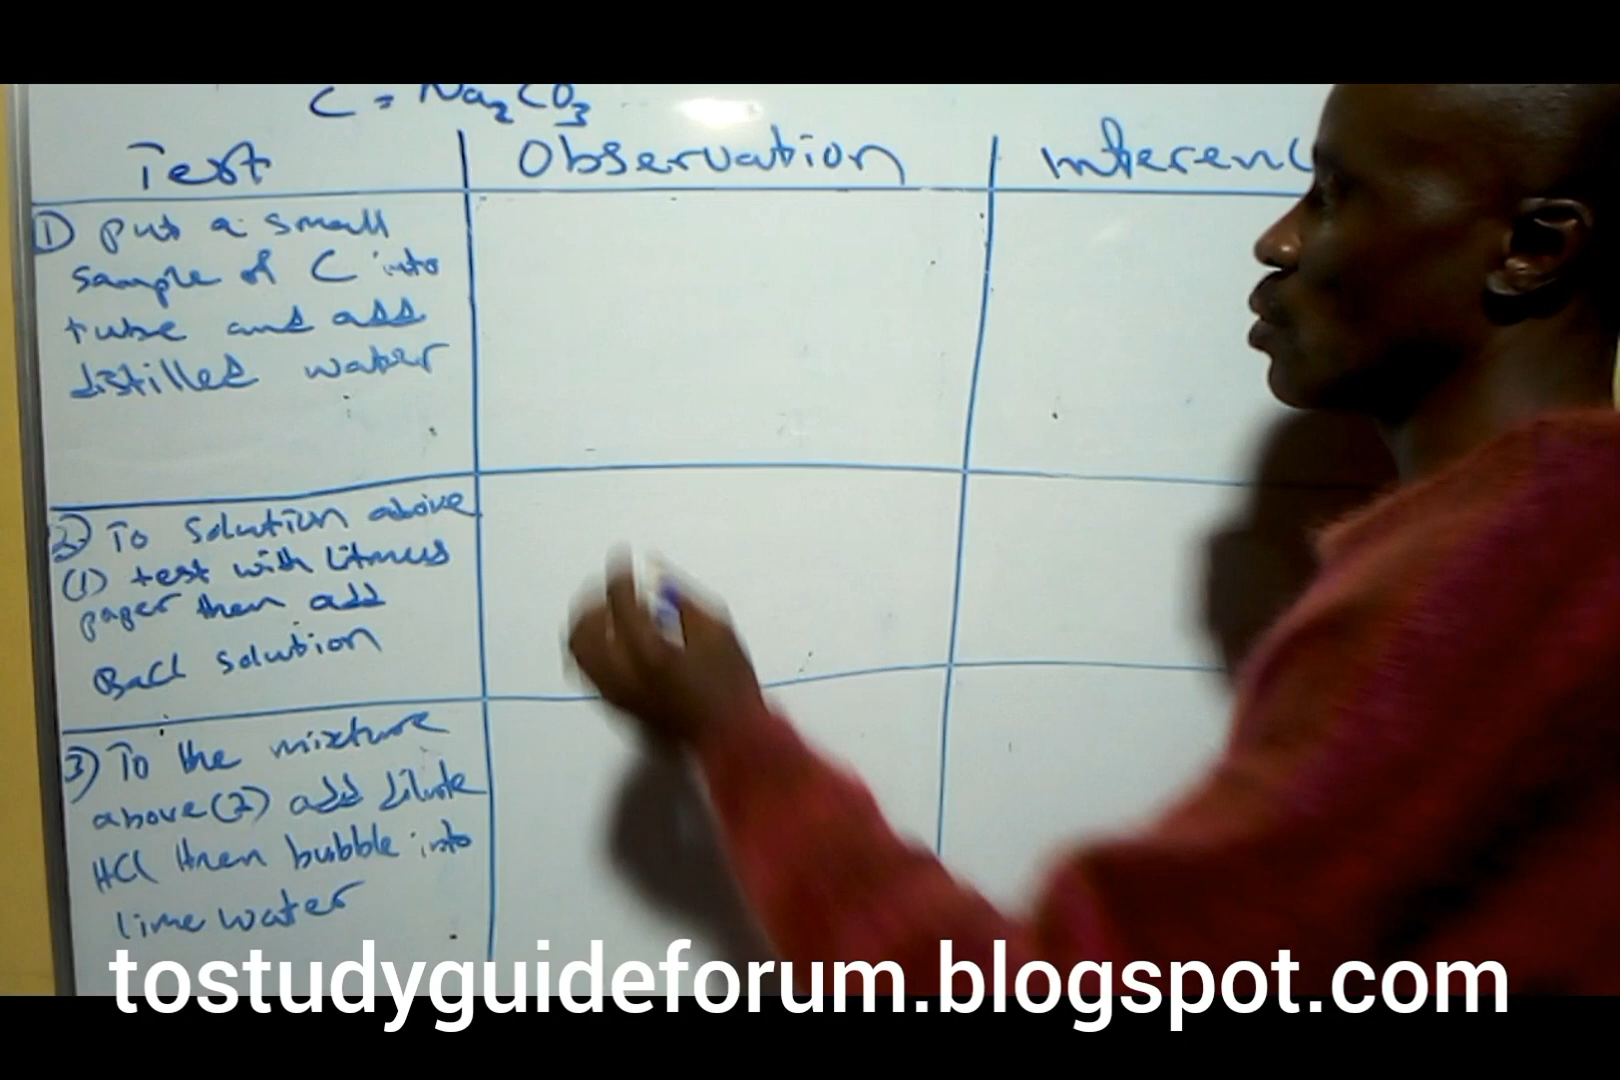 C = Na2CO3
Test Observation Inferenc
1) put a small
sample of C into
tube and add
distilled water
2) To solution above
(1) test with litmus
paper then add
BaCl solution
3) To the mixture
above (2) add dilute
HCl then bubble into
lime water
tostudyguideforum.blogspot.com